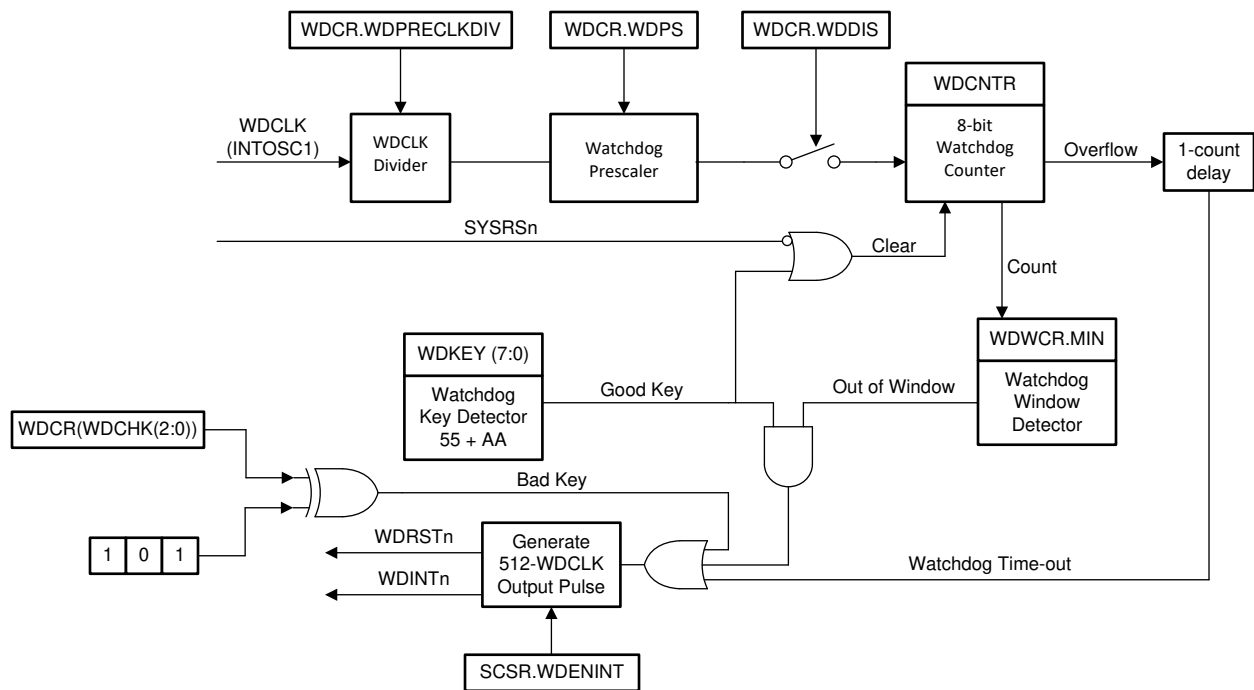 WDCR.WDPRECLKDIV
WDCR.WDPS
WDCR.WDDIS
WDCNTR
8-bit
Watchdog
Counter
WDCLK
(INTOSC1)
WDCLK
Divider
Watchdog
Prescaler
Overflow
1-count
delay
SYSRSn
Clear
Count
WDKEY (7:0)
Watchdog
Key Detector
55 + AA
Good Key
Out of Window
WDWCR.MIN
Watchdog
Window
Detector
WDCR(WDCHK(2:0))
Bad Key
1 0 1
WDRSTn
WDINTn
Generate
512-WDCLK
Output Pulse
Watchdog Time-out
SCSR.WDENINT